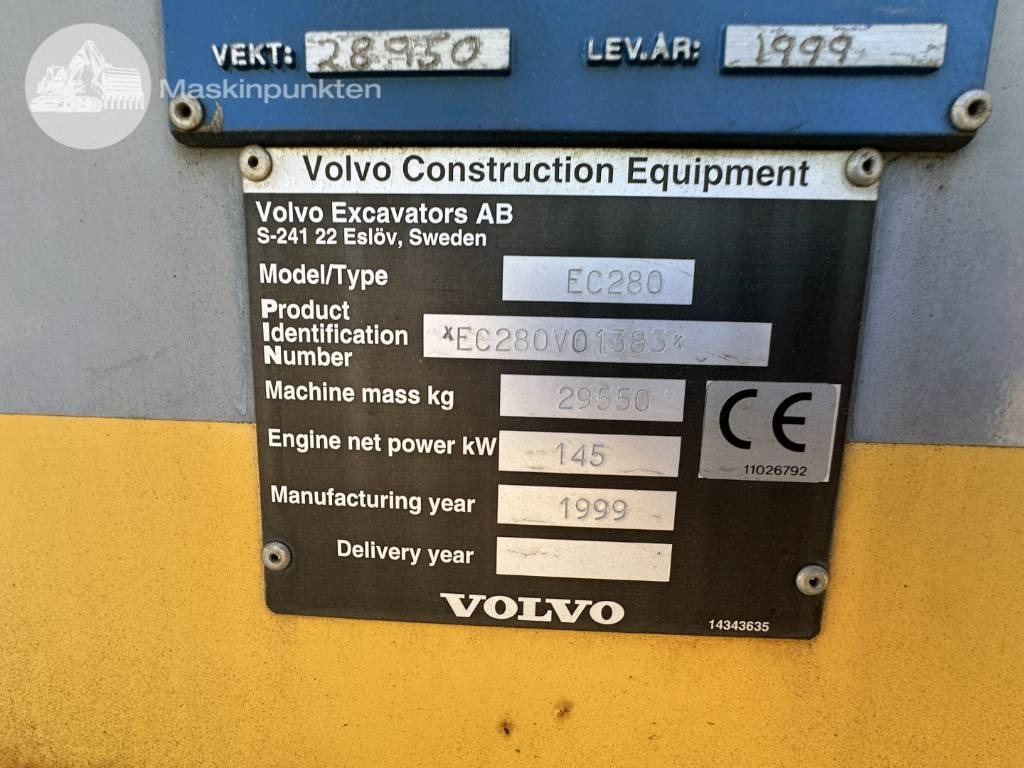 VEKT: 28950 LEV.ÅR: 1999
Maskinpunkten
Volvo Construction Equipment
Volvo Excavators AB
S-241 22 Eslöv, Sweden
Model/Type EC280
Product
Identification
Number *EC280V01383*
Machine mass kg 29550
CE
11026792
Engine net power kW 145
Manufacturing year 1999
Delivery year
VOLVO
14343635